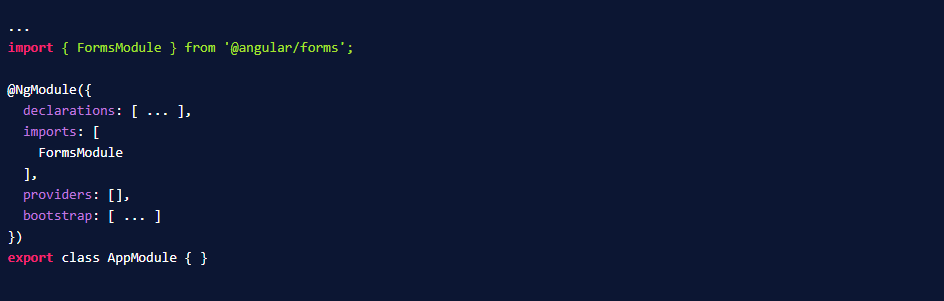 ...
import { FormsModule } from '@angular/forms';
@NgModule({
  declarations: [ ... ],
  imports: [
    FormsModule
  ],
  providers: [],
  bootstrap: [ ... ]
})
export class AppModule { }